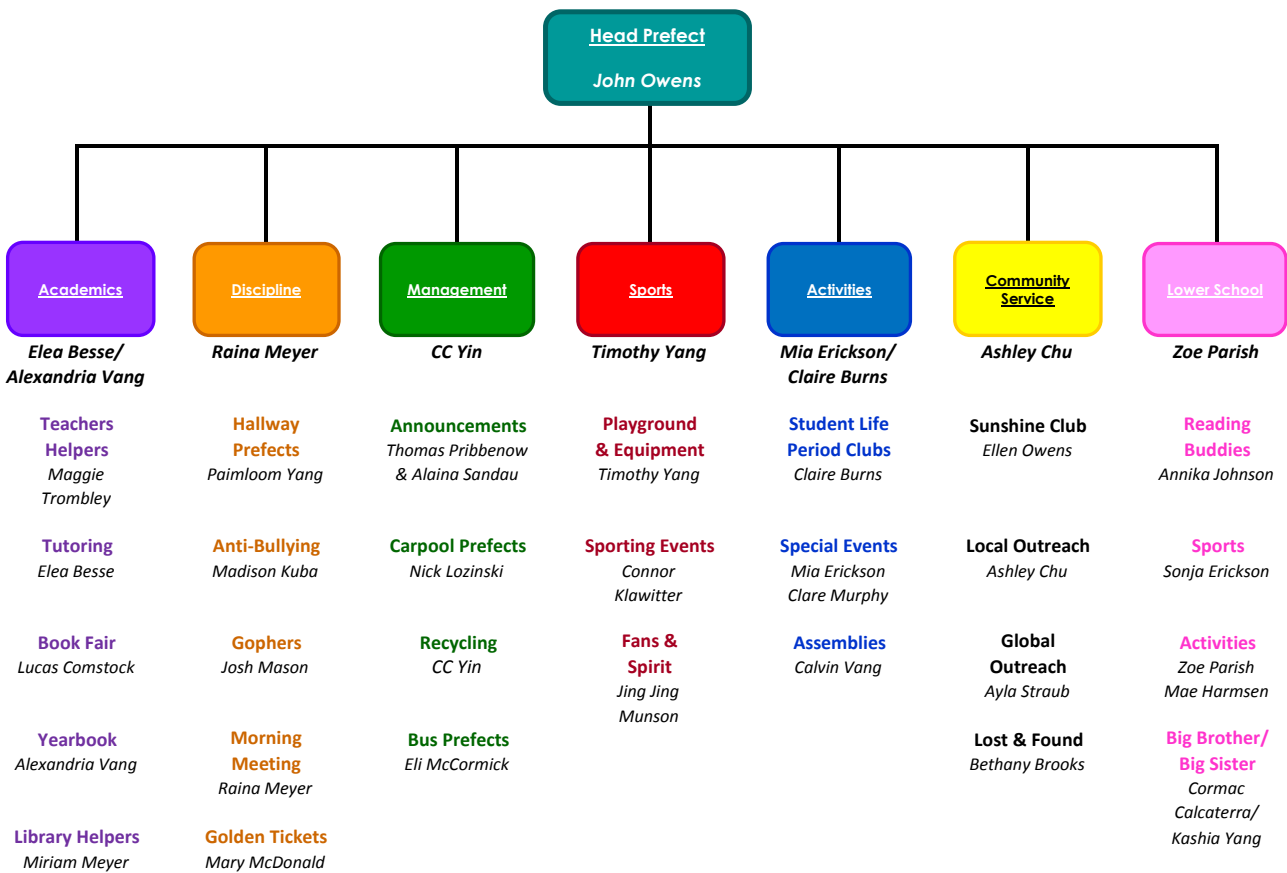 Head Prefect
John Owens
Academics
Elea Besse/
Alexandria Vang
Teachers
Helpers
Maggie
Trombley
Tutoring
Elea Besse
Book Fair
Lucas Comstock
Yearbook
Alexandria Vang
Library Helpers
Miriam Meyer
Discipline
Raina Meyer
Hallway
Prefects
Paimloom Yang
Anti-Bullying
Madison Kuba
Gophers
Josh Mason
Morning
Meeting
Raina Meyer
Golden Tickets
Mary McDonald
Management
CC Yin
Announcements
Thomas Pribbenow
& Alaina Sandau
Carpool Prefects
Nick Lozinski
Recycling
CC Yin
Bus Prefects
Eli McCormick
Sports
Timothy Yang
Playground
& Equipment
Timothy Yang
Sporting Events
Connor
Klawitter
Fans &
Spirit
Jing Jing
Munson
Activities
Mia Erickson/
Claire Burns
Student Life
Period Clubs
Claire Burns
Special Events
Mia Erickson
Clare Murphy
Assemblies
Calvin Vang
Community
Service
Ashley Chu
Sunshine Club
Ellen Owens
Local Outreach
Ashley Chu
Global
Outreach
Ayla Straub
Lost & Found
Bethany Brooks
Lower School
Zoe Parish
Reading
Buddies
Annika Johnson
Sports
Sonja Erickson
Activities
Zoe Parish
Mae Harmsen
Big Brother/
Big Sister
Cormac
Calcaterra/
Kashia Yang